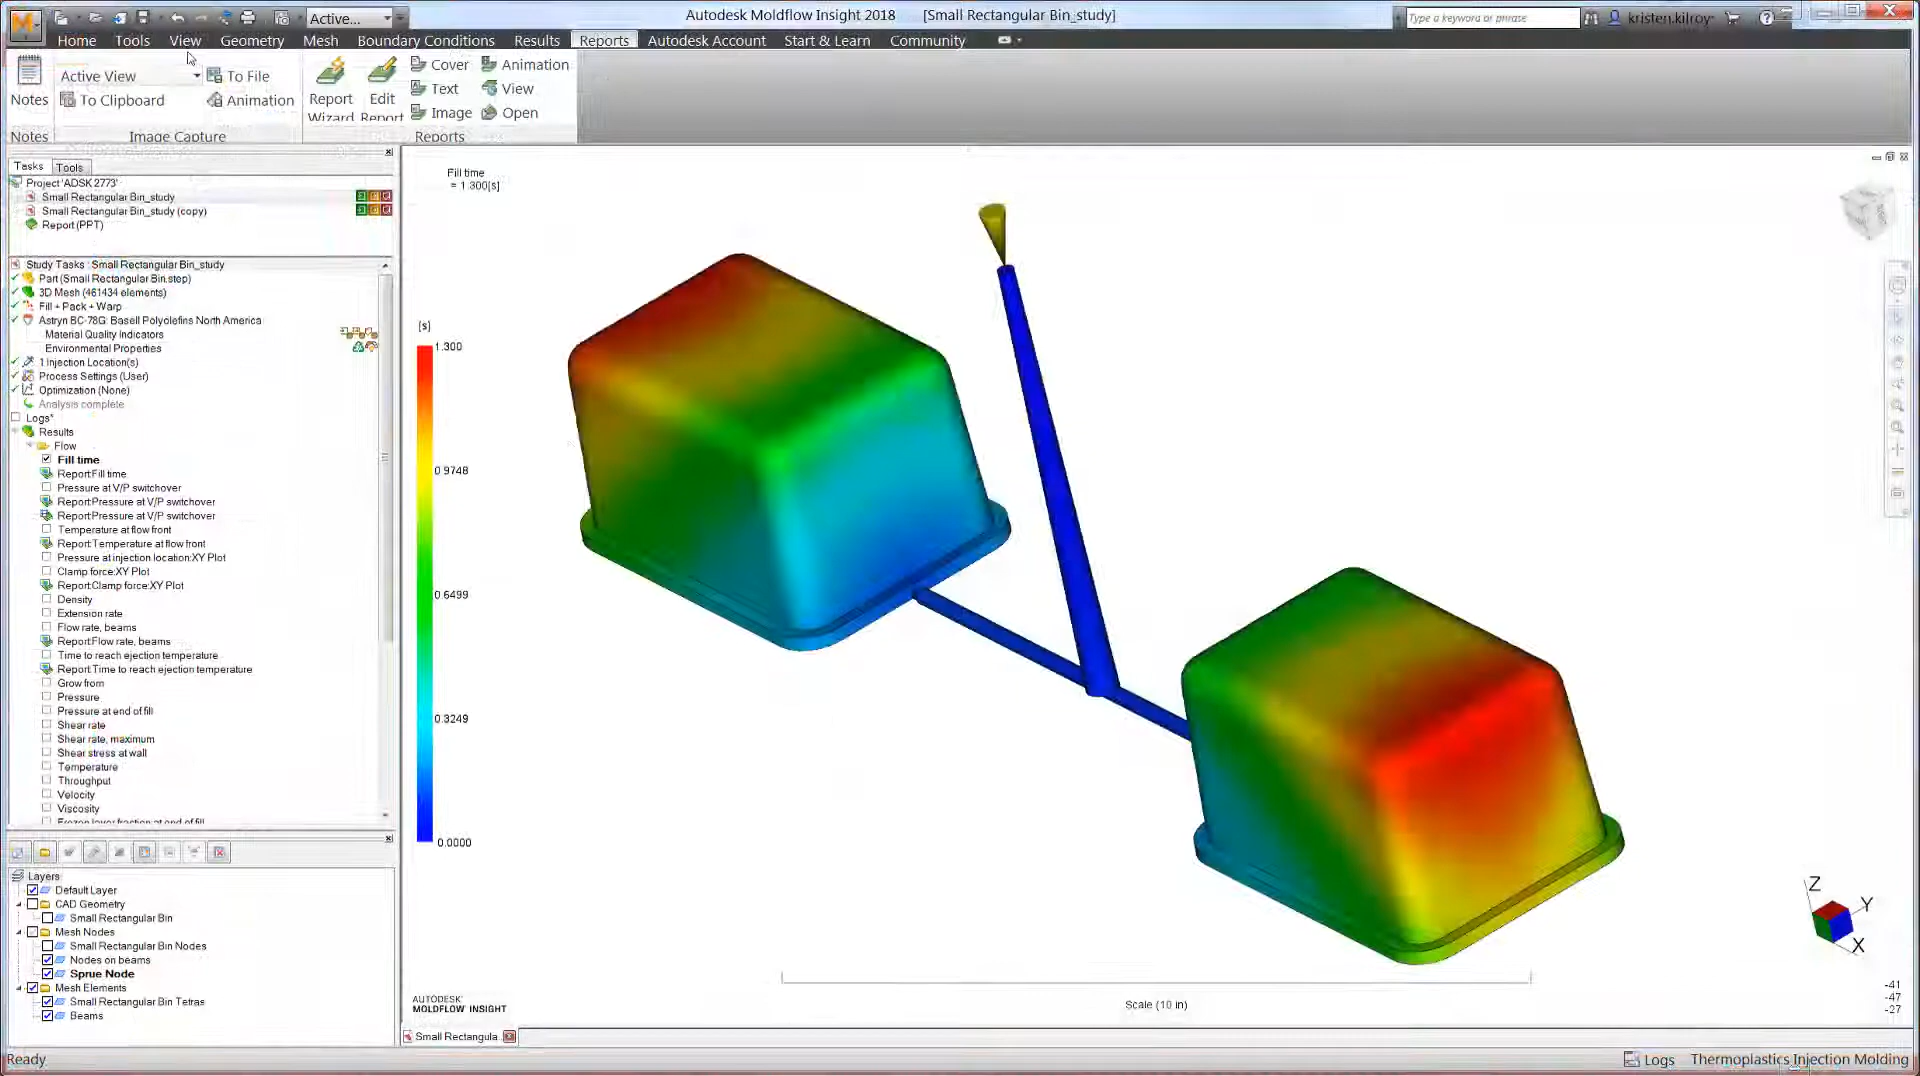 Active...
Autodesk Moldflow Insight 2018 [Small Rectangular Bin_study]
Type a keyword or phrase
kristen.kilroy
Home Tools View Geometry Mesh Boundary Conditions Results Reports Autodesk Account Start & Learn Community
Notes
Active View
To Clipboard
To File
Animation
Report Wizard
Edit Report
Cover
Text
Image
Animation
View
Open
Notes
Image Capture
Reports
Tasks Tools
Project 'ADSK 2773'
Small Rectangular Bin_study
Small Rectangular Bin_study (copy)
Report (PPT)
Study Tasks : Small Rectangular Bin_study
Part (Small Rectangular Bin.step)
3D Mesh (461434 elements)
Fill + Pack + Warp
Astryn BC-78G: Basell Polyolefins North America
Material Quality Indicators
Environmental Properties
1 Injection Location(s)
Process Settings (User)
Optimization (None)
Analysis complete
Logs*
Results
Flow
Fill time
Report:Fill time
Pressure at V/P switchover
Report:Pressure at V/P switchover
Report:Pressure at V/P switchover
Temperature at flow front
Report:Temperature at flow front
Pressure at injection location:XY Plot
Clamp force:XY Plot
Report:Clamp force:XY Plot
Density
Extension rate
Flow rate, beams
Report:Flow rate, beams
Time to reach ejection temperature
Report:Time to reach ejection temperature
Grow from
Pressure
Pressure at end of fill
Shear rate
Shear rate, maximum
Shear stress at wall
Temperature
Throughput
Velocity
Viscosity
Frozen layer fraction at end of fill
Layers
Default Layer
CAD Geometry
Small Rectangular Bin
Mesh Nodes
Small Rectangular Bin Nodes
Nodes on beams
Sprue Node
Mesh Elements
Small Rectangular Bin Tetras
Beams
Fill time
= 1.300[s]
[s]
1.300
0.9748
0.6499
0.3249
0.0000
Z
Y
X
-41
-47
-27
Scale (10 in)
AUTODESK®
MOLDFLOW INSIGHT
Small Rectangula...
Ready
Logs Thermoplastics Injection Molding